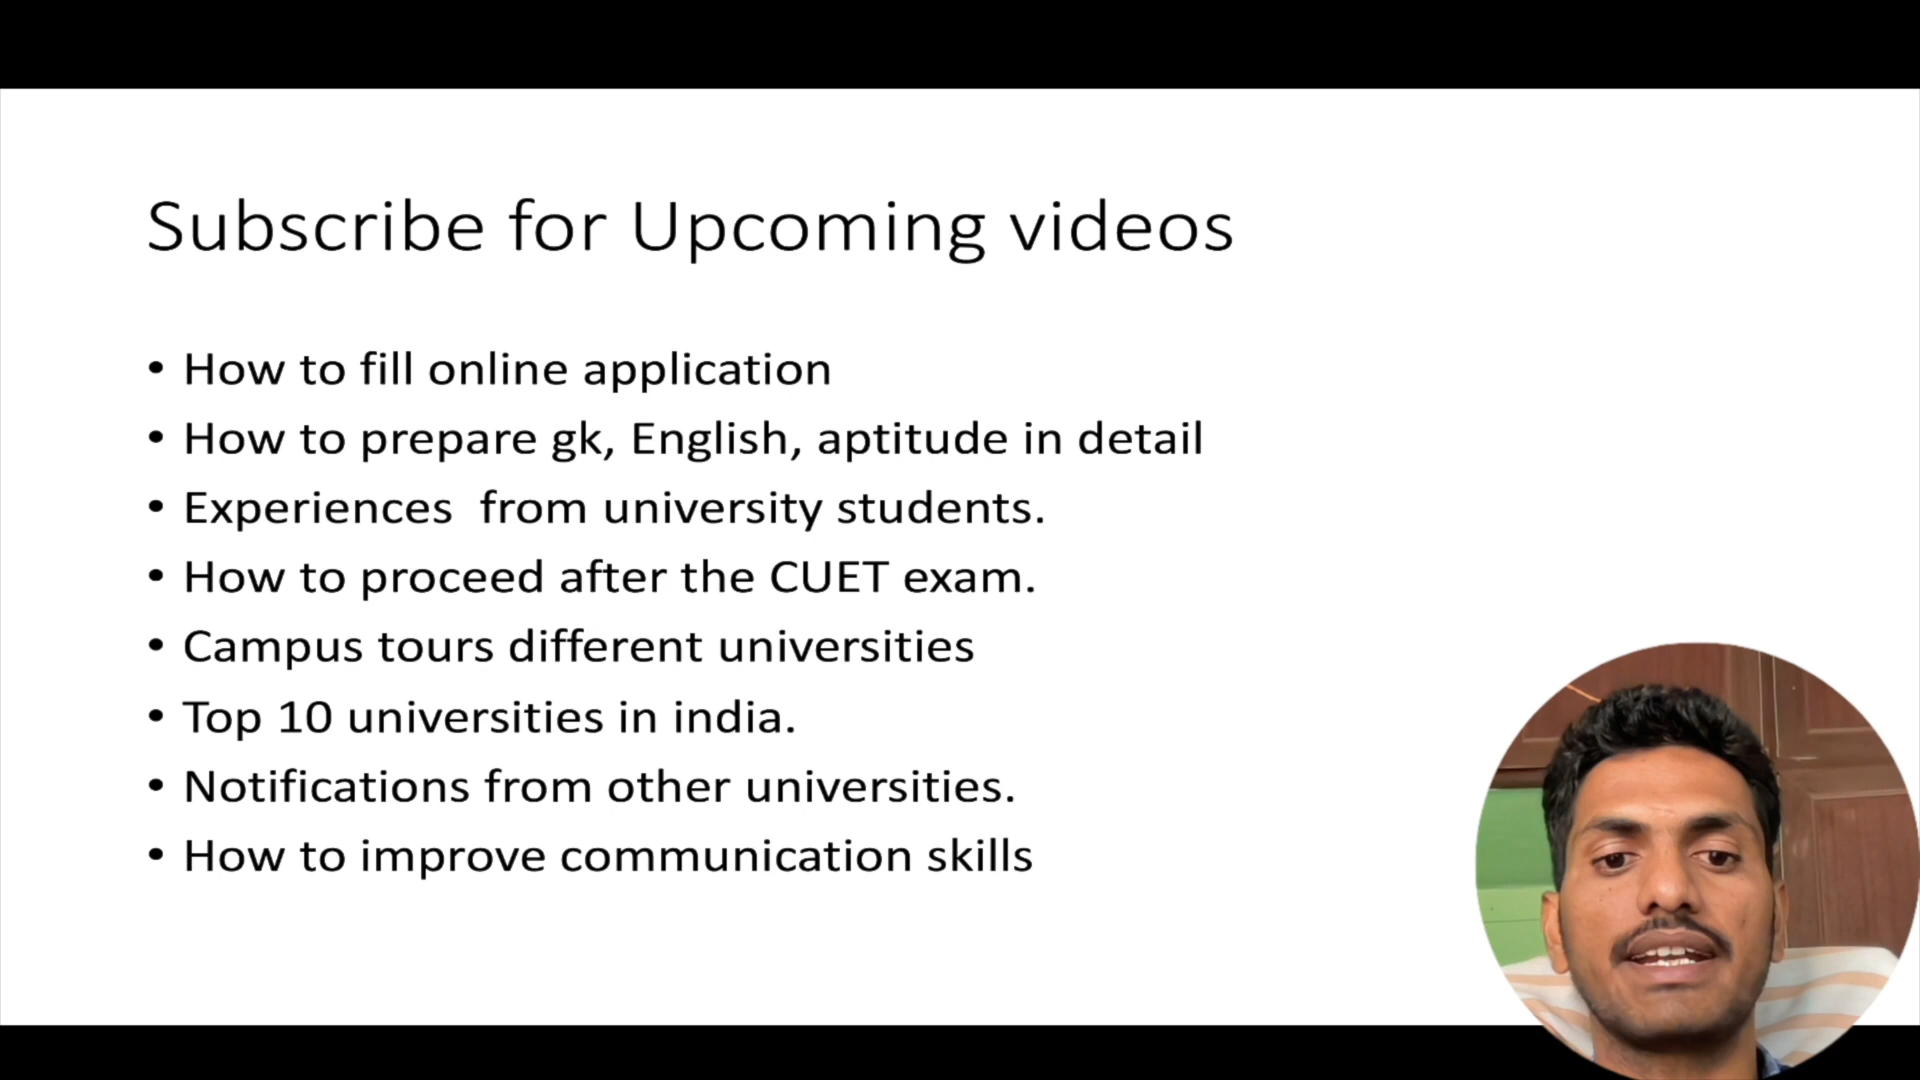 Subscribe for Upcoming videos
• How to fill online application
• How to prepare gk, English, aptitude in detail
• Experiences  from university students.
• How to proceed after the CUET exam.
• Campus tours different universities
• Top 10 universities in india.
• Notifications from other universities.
• How to improve communication skills